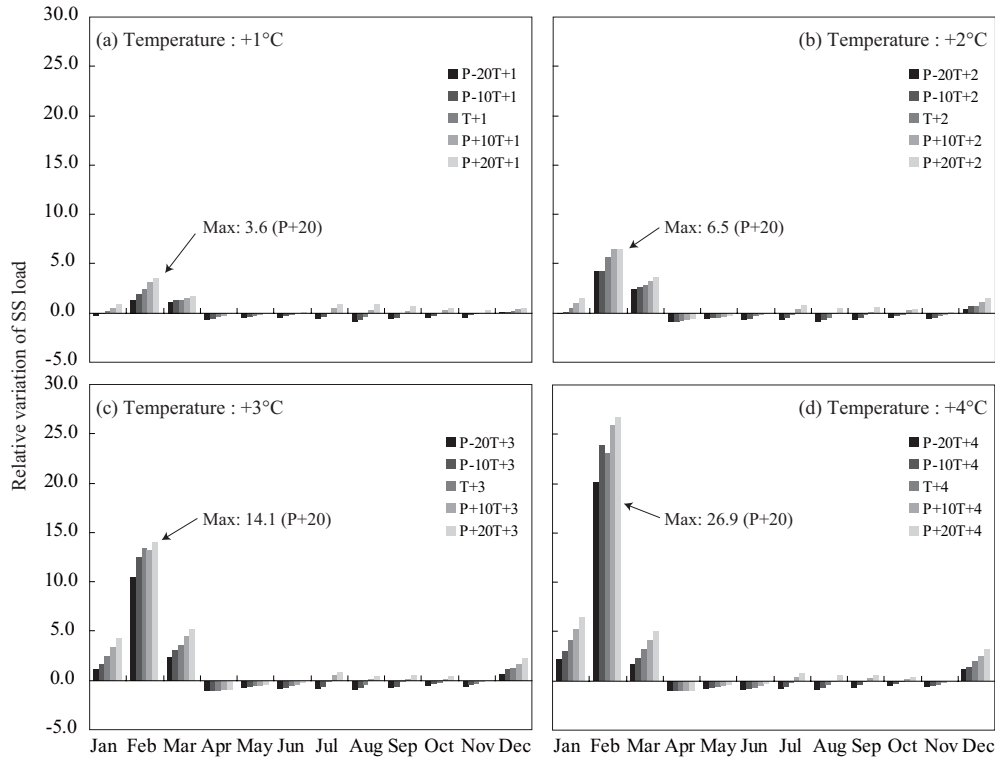 Relative variation of SS load
30.0
25.0
20.0
15.0
10.0
5.0
0.0
-5.0
(a) Temperature : +1°C
P-20T+1
P-10T+1
T+1
P+10T+1
P+20T+1
Max: 3.6 (P+20)
(b) Temperature : +2°C
P-20T+2
P-10T+2
T+2
P+10T+2
P+20T+2
Max: 6.5 (P+20)
30.0
25.0
20.0
15.0
10.0
5.0
0.0
-5.0
(c) Temperature : +3°C
P-20T+3
P-10T+3
T+3
P+10T+3
P+20T+3
Max: 14.1 (P+20)
(d) Temperature : +4°C
P-20T+4
P-10T+4
T+4
P+10T+4
P+20T+4
Max: 26.9 (P+20)
Jan Feb Mar Apr May Jun Jul Aug Sep Oct Nov Dec
Jan Feb Mar Apr May Jun Jul Aug Sep Oct Nov Dec